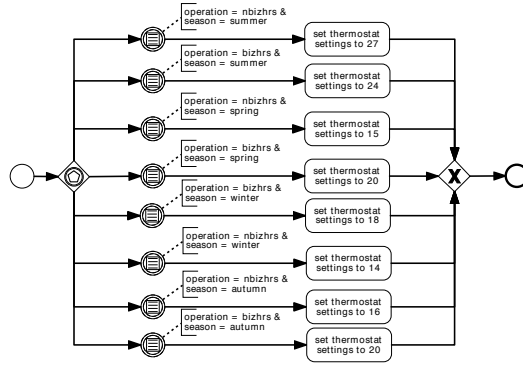 operation = nbizhrs &
season = summer
set thermostat
settings to 27
operation = bizhrs &
season = summer
set thermostat
settings to 24
operation = nbizhrs &
season = spring
set thermostat
settings to 15
operation = bizhrs &
season = spring
set thermostat
settings to 20
X
operation = bizhrs &
season = winter
set thermostat
settings to 18
operation = nbizhrs &
season = winter
set thermostat
settings to 14
operation = nbizhrs &
season = autumn
set thermostat
settings to 16
operation = bizhrs &
season = autumn
set thermostat
settings to 20